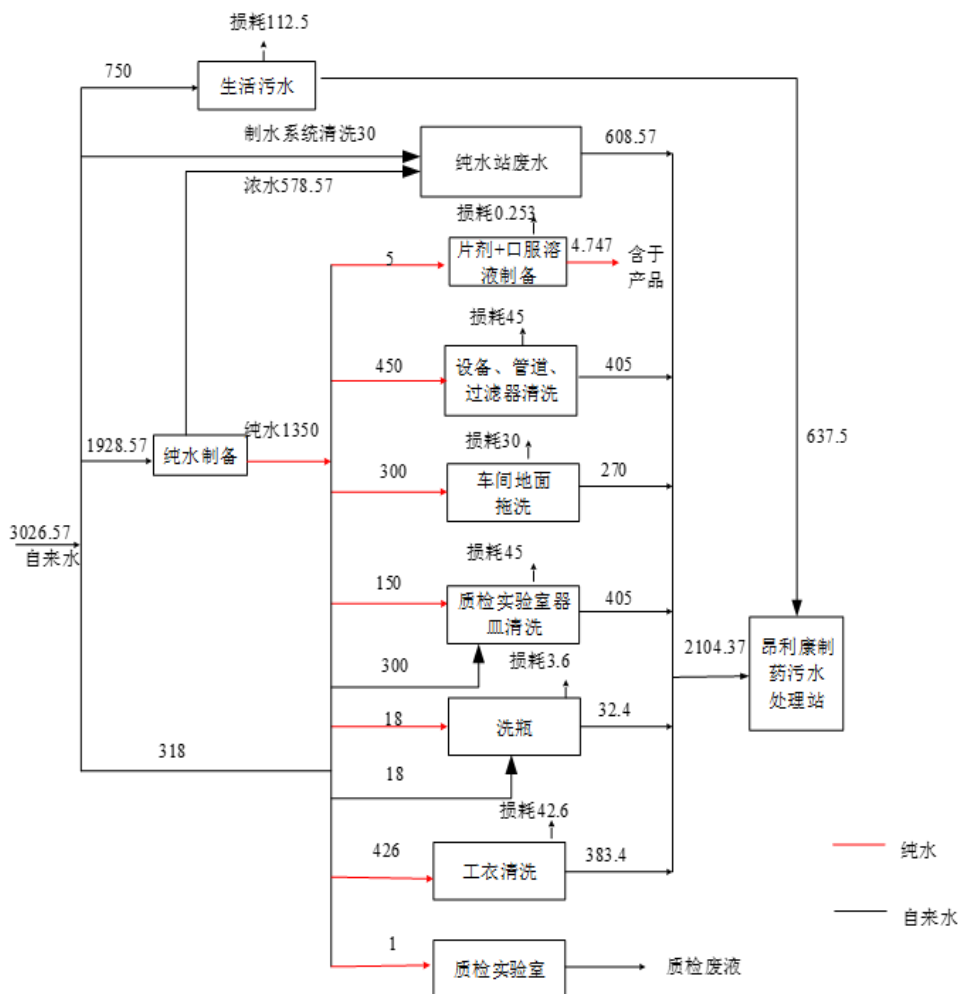 损耗112.5
750
生活污水
制水系统清洗30
608.57
纯水站废水
浓水578.57
损耗0.253
5
片剂+口服溶
液制备
4.747
含于
产品
损耗45
450
设备、管道、
过滤器清洗
405
纯水1350
1928.57
纯水制备
损耗30
637.5
300
车间地面
拖洗
270
3026.57
自来水
损耗45
150
质检实验室器
皿清洗
405
2104.37
昂利康制
药污水
处理站
300
损耗3.6
18
洗瓶
32.4
318
18
损耗42.6
426
工衣清洗
383.4
纯水
自来水
1
质检实验室
质检废液